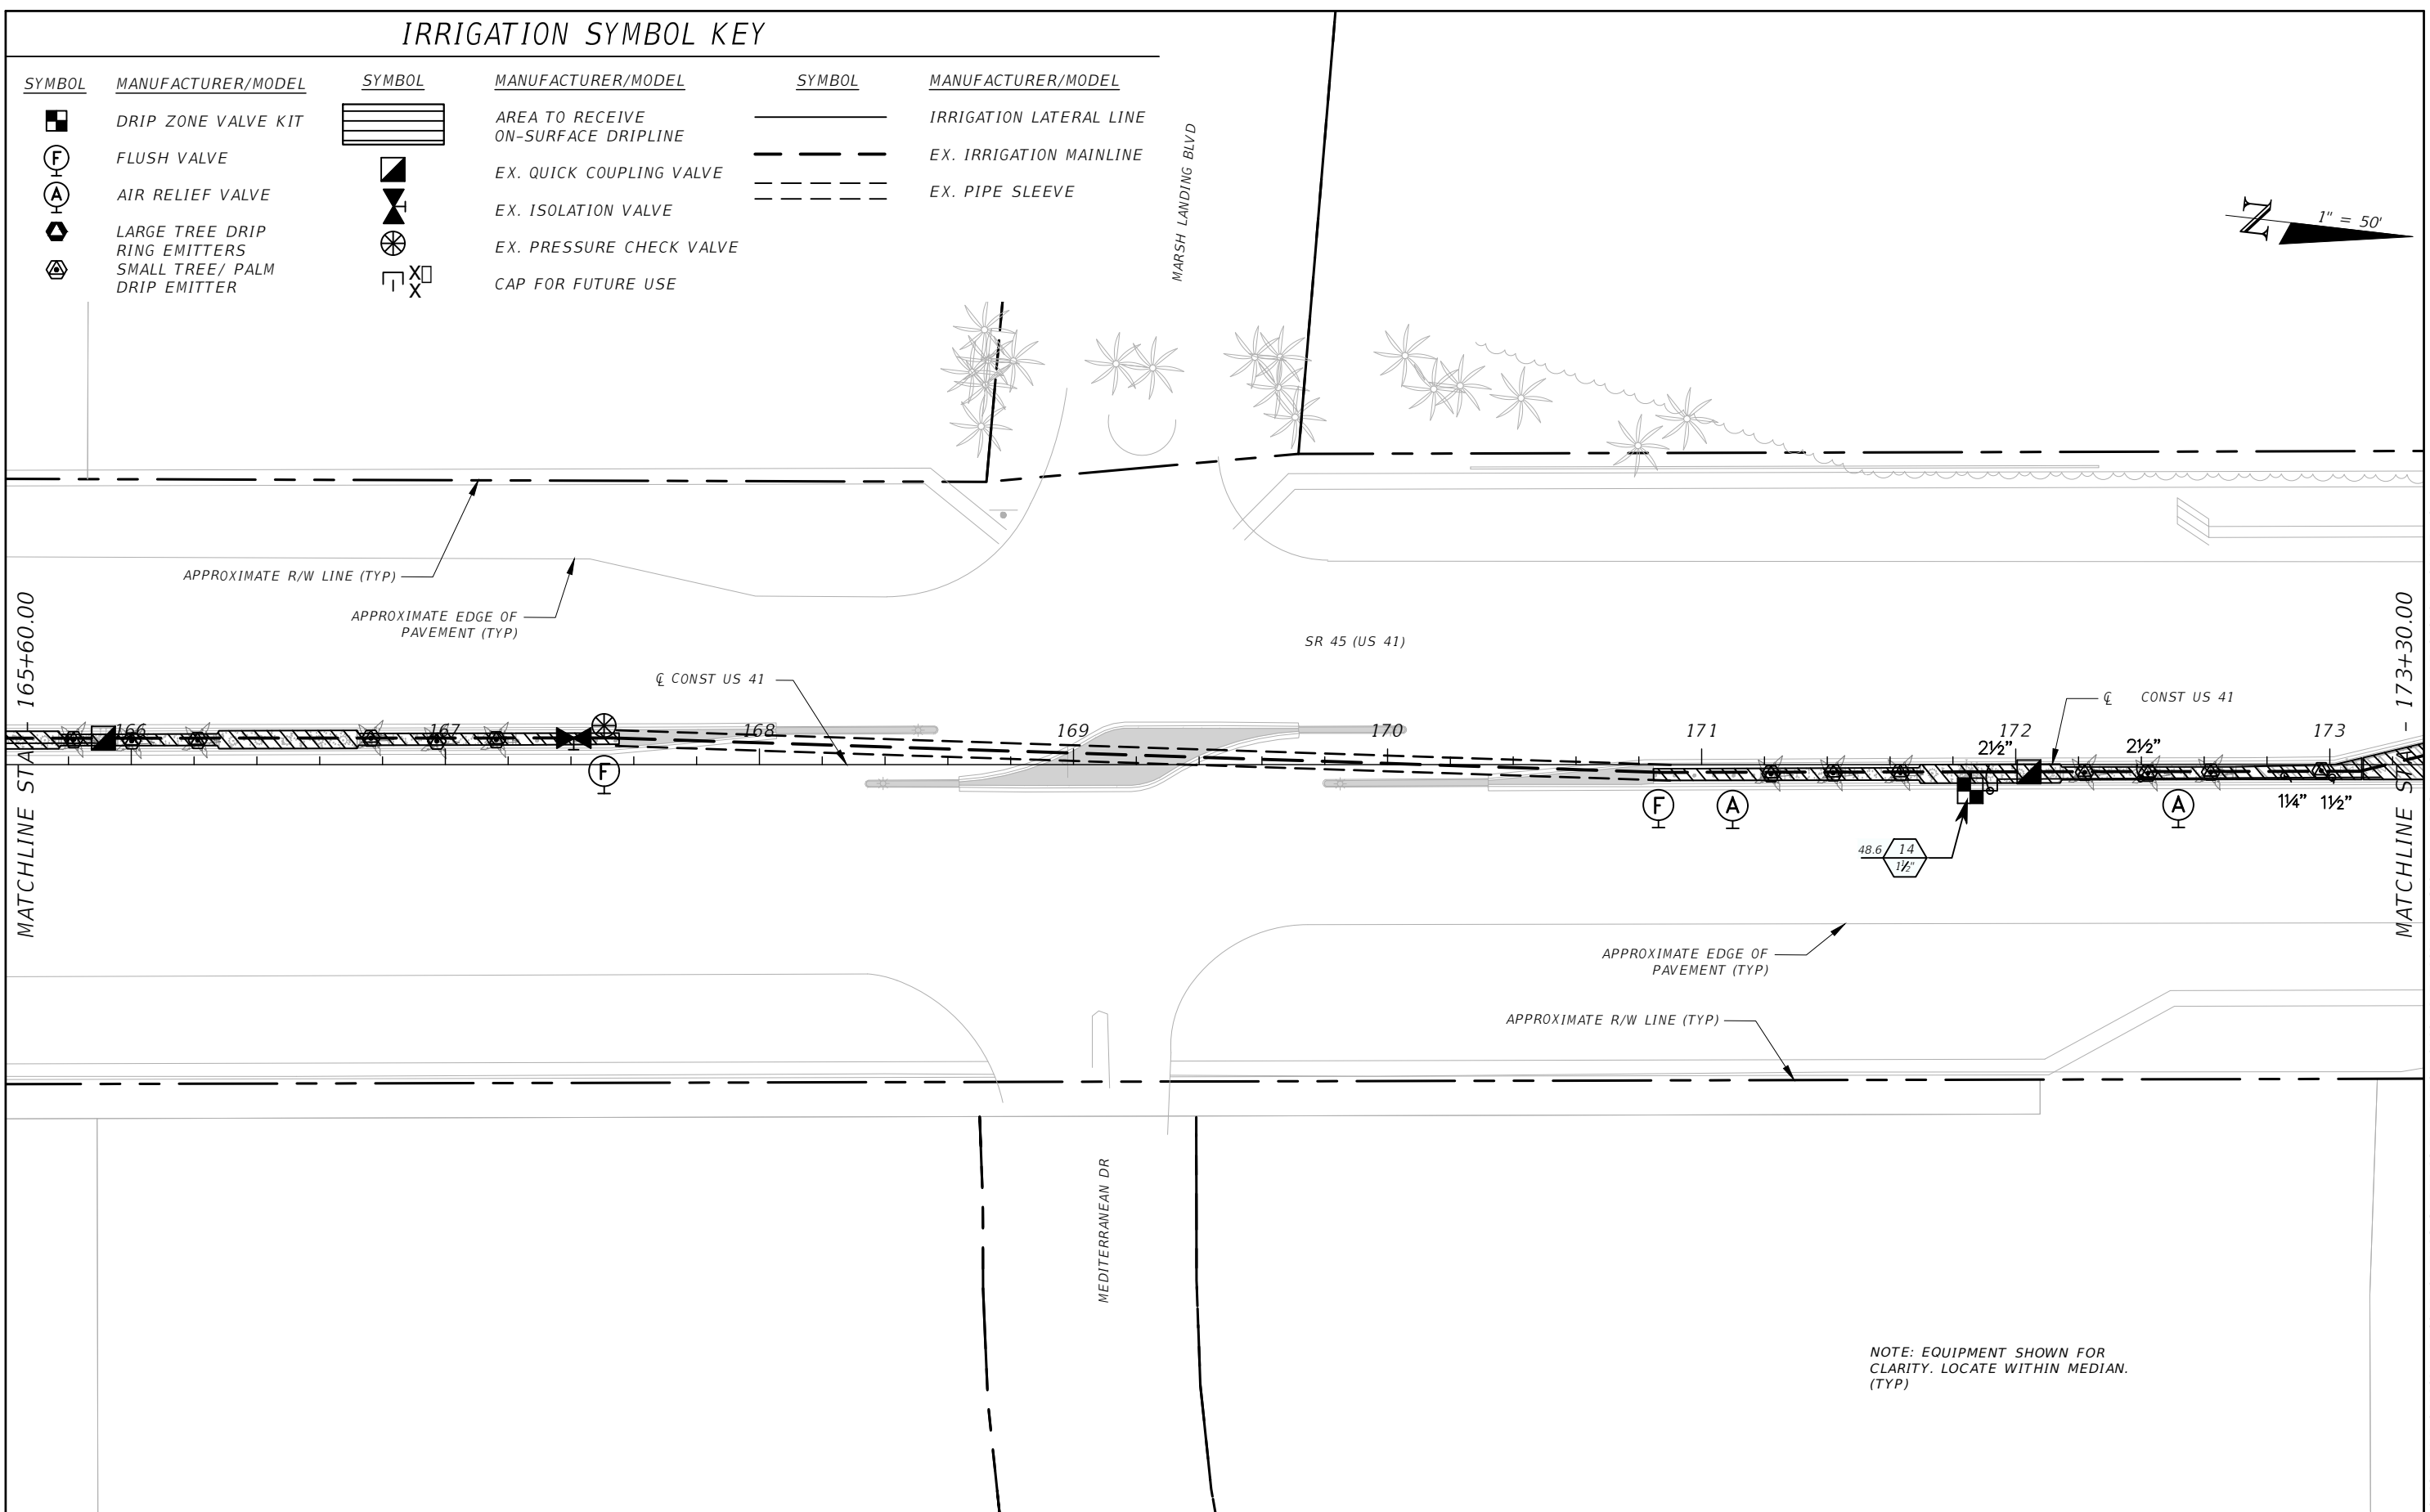 IRRIGATION SYMBOL KEY
SYMBOL
MANUFACTURER/MODEL
DRIP ZONE VALVE KIT
F
FLUSH VALVE
A
AIR RELIEF VALVE
LARGE TREE DRIP
RING EMITTERS
SMALL TREE/ PALM
DRIP EMITTER
SYMBOL
MANUFACTURER/MODEL
AREA TO RECEIVE
ON-SURFACE DRIPLINE
EX. QUICK COUPLING VALVE
EX. ISOLATION VALVE
EX. PRESSURE CHECK VALVE
X
X
CAP FOR FUTURE USE
SYMBOL
MANUFACTURER/MODEL
IRRIGATION LATERAL LINE
EX. IRRIGATION MAINLINE
EX. PIPE SLEEVE
MARSH LANDING BLVD
N
1" = 50'
APPROXIMATE R/W LINE (TYP)
APPROXIMATE EDGE OF
PAVEMENT (TYP)
SR 45 (US 41)
℄ CONST US 41
℄ CONST US 41
MATCHLINE STA - 165+60.00
166
167
168
169
170
171
172
173
2½"
2½"
F
F
A
A
1¼"
1½"
48.6
14
1½"
MATCHLINE STA - 173+30.00
APPROXIMATE EDGE OF
PAVEMENT (TYP)
APPROXIMATE R/W LINE (TYP)
MEDITERRANEAN DR
NOTE: EQUIPMENT SHOWN FOR
CLARITY. LOCATE WITHIN MEDIAN.
(TYP)